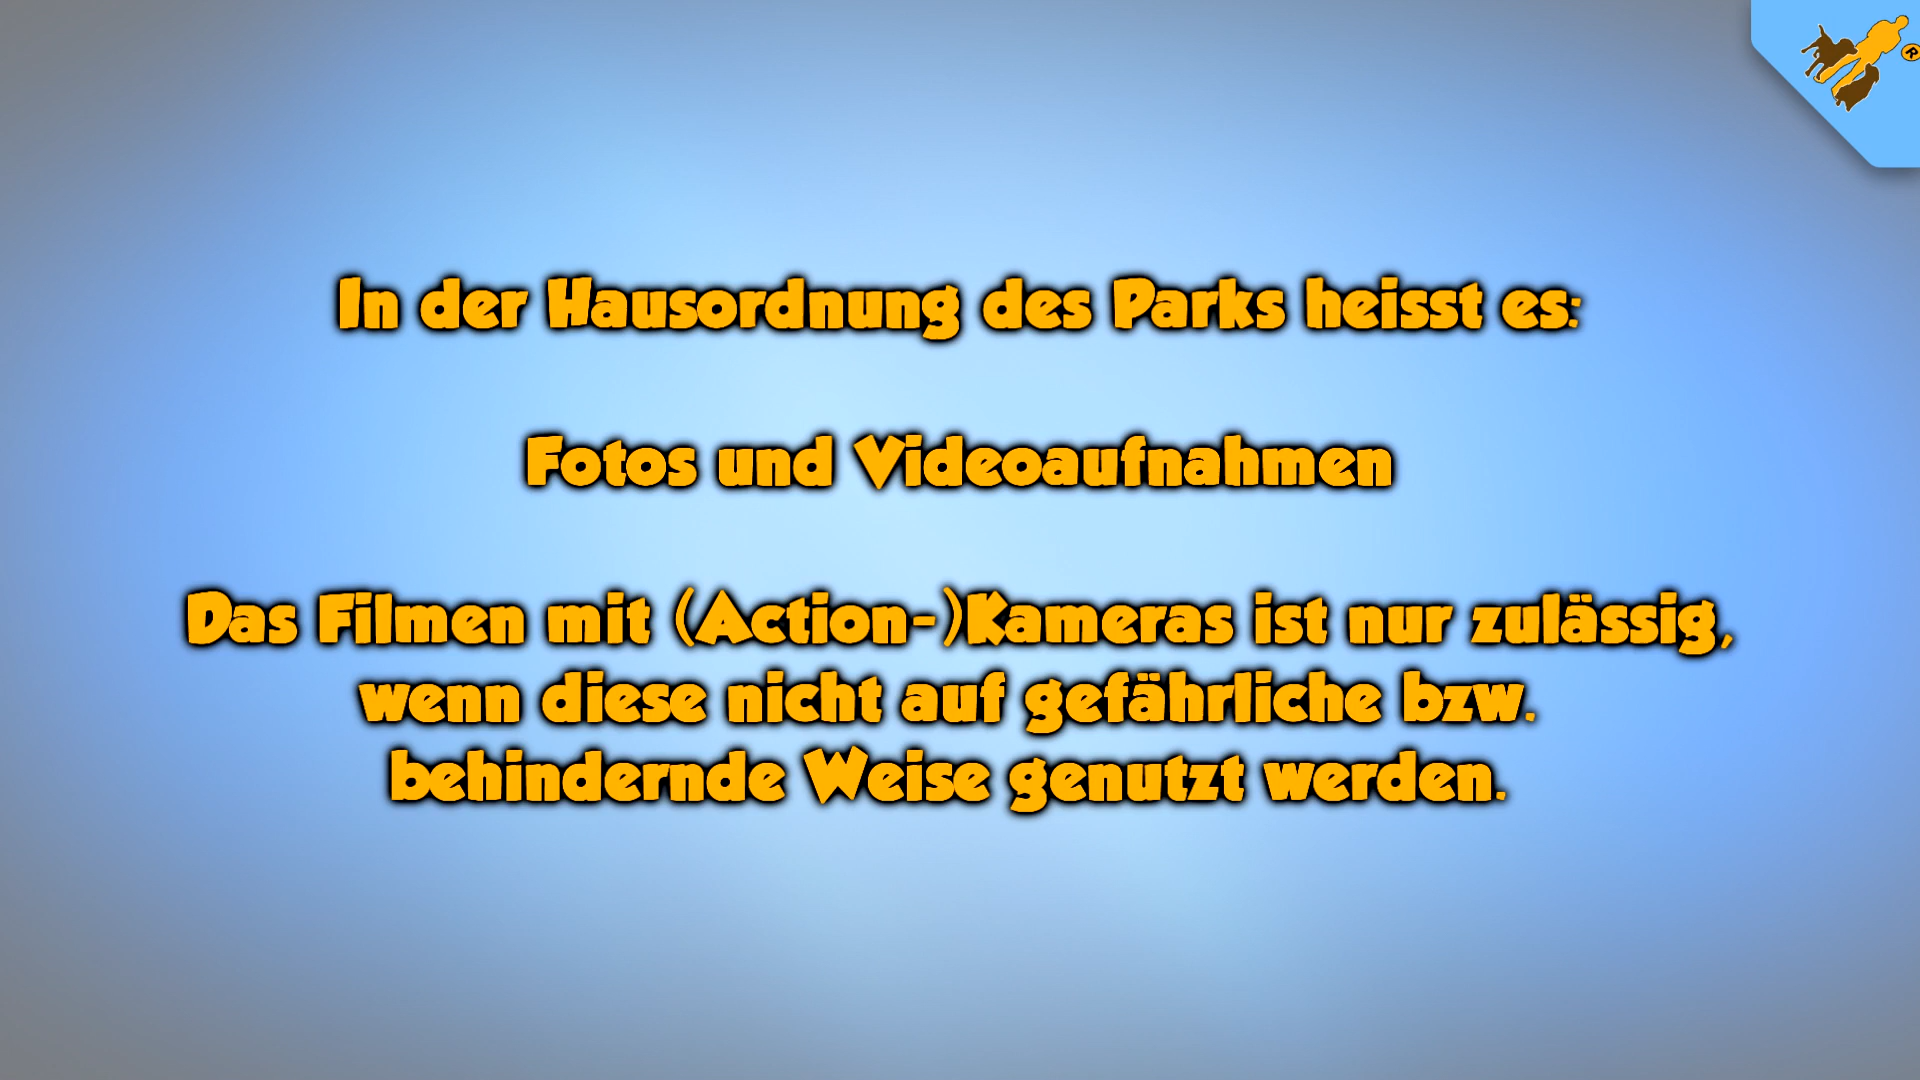 In der Hausordnung des Parks heisst es:
Fotos und Videoaufnahmen
Das Filmen mit (Action-)Kameras ist nur zulässig,
wenn diese nicht auf gefährliche bzw.
behindernde Weise genutzt werden.
R